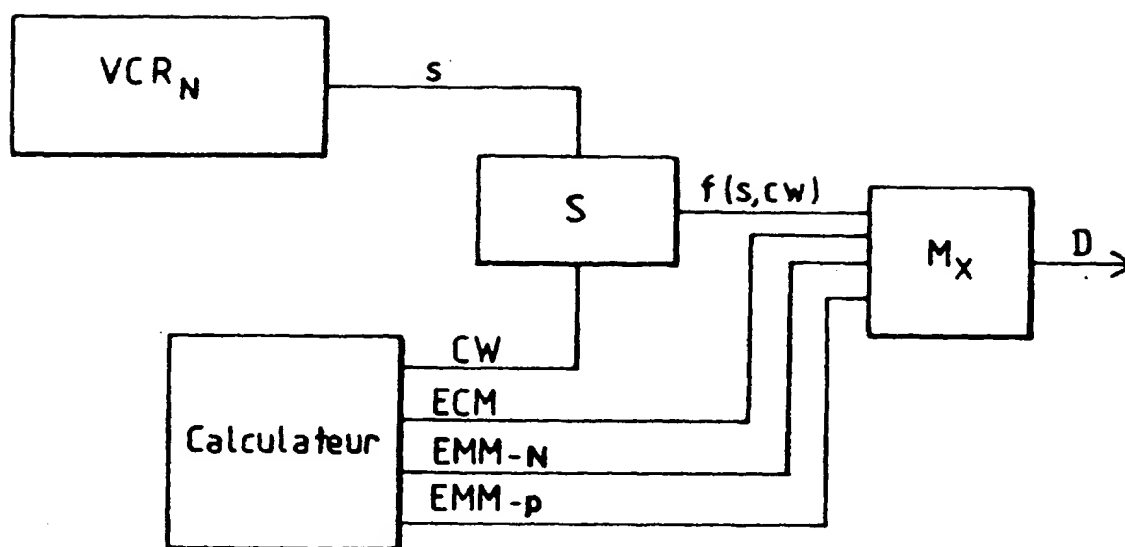 VCR_N
s
S
f(s,cw)
M_X
D
CW
ECM
Calculateur
EMM-N
EMM-p